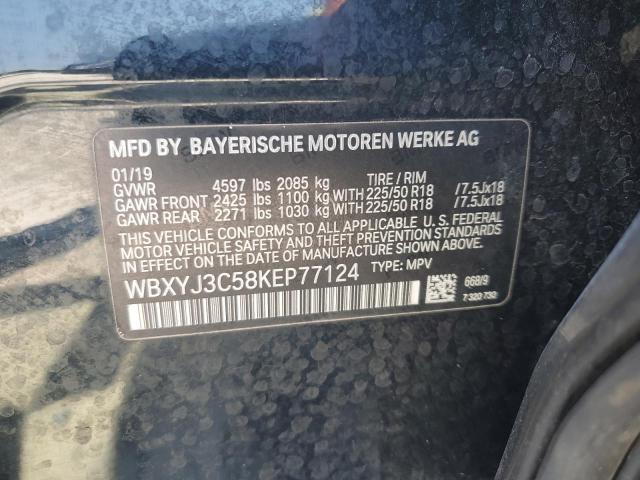 MFD BY BAYERISCHE MOTOREN WERKE AG
01/19 TIRE / RIM
GVWR 4597 lbs 2085 kg
GAWR FRONT 2425 lbs 1100 kg WITH 225/50 R18 /7.5Jx18
GAWR REAR 2271 lbs 1030 kg WITH 225/50 R18 /7.5Jx18
THIS VEHICLE CONFORMS TO ALL APPLICABLE U. S. FEDERAL
MOTOR VEHICLE SAFETY AND THEFT PREVENTION STANDARDS
IN EFFECT ON THE DATE OF MANUFACTURE SHOWN ABOVE.
WBXYJ3C58KEP77124 TYPE: MPV
668/9
7 320 732